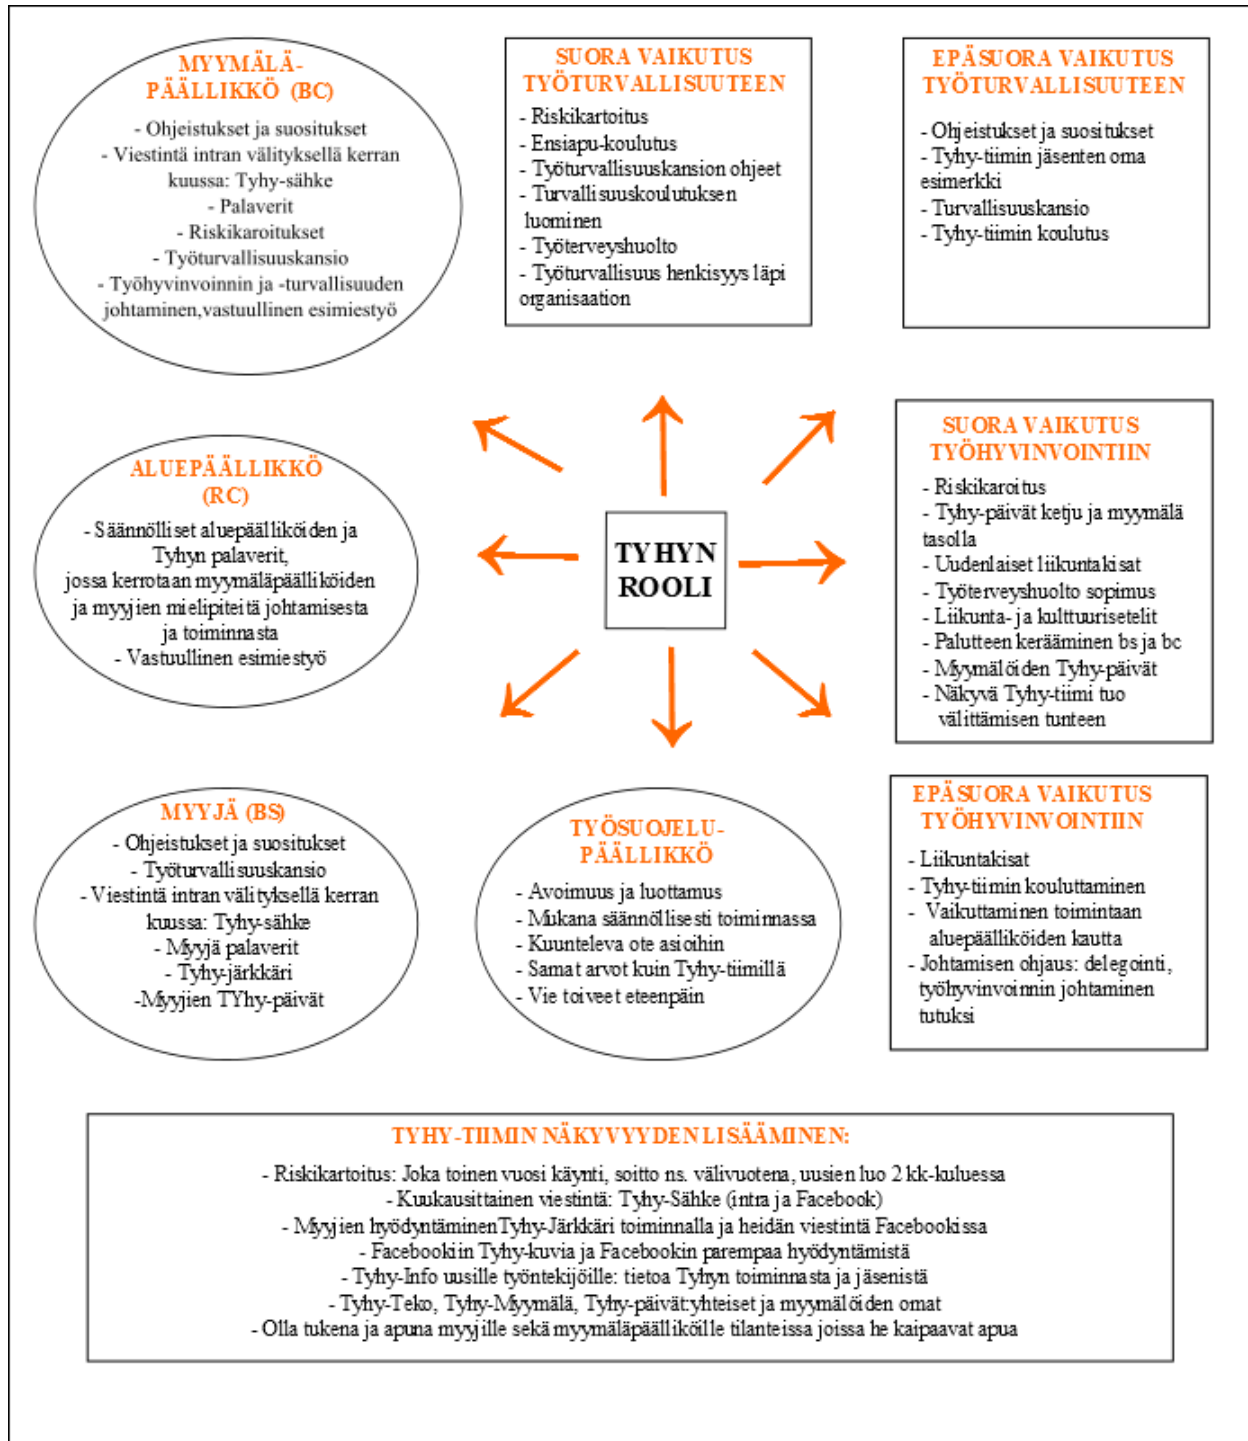 MYYMÄLÄ-
PÄÄLLIKKÖ (BC)
- Ohjeistukset ja suositukset
- Viestintä intran välityksellä kerran
kuussa: Tyhy-sähke
- Palaverit
- Riskikaroitukset
- Työturvallisuuskansio
- Työhyvinvoinnin ja -turvallisuuden
johtaminen,vastuullinen esimiestyö
SUORA VAIKUTUS
TYÖTURVALLISUUTEEN
- Riskikartoitus
- Ensiapu-koulutus
- Työturvallisuuskansion ohjeet
- Turvallisuuskoulutuksen
luominen
- Työterveyshuolto
- Työturvallisuus henkisyys läpi
organisaation
EPÄSUORA VAIKUTUS
TYÖTURVALLISUUTEEN
- Ohjeistukset ja suositukset
- Tyhy-tiimin jäsenten oma
esimerkki
- Turvallisuuskansio
- Tyhy-tiimin koulutus
ALUEPÄÄLLIKKÖ
(RC)
- Säännölliset aluepäälliköiden ja
Tyhyn palaverit,
jossa kerrotaan myymäläpäälliköiden
ja myyjien mielipiteitä johtamisesta
ja toiminnasta
- Vastuullinen esimiestyö
TYHYN
ROOLI
SUORA VAIKUTUS
TYÖHYVINVOINTIIN
- Riskikaroitus
- Tyhy-päivät ketju ja myymälä
tasolla
- Uudenlaiset liikuntakisat
- Työterveyshuolto sopimus
- Liikunta- ja kulttuurisetelit
- Palutteen kerääminen bs ja bc
- Myymälöiden Tyhy-päivät
- Näkyvä Tyhy-tiimi tuo
välittämisen tunteen
MYYJÄ (BS)
- Ohjeistukset ja suositukset
- Työturvallisuuskansio
- Viestintä intran välityksellä kerran
kuussa: Tyhy-sähke
- Myyjä palaverit
- Tyhy-järkkäri
-Myyjien TYhy-päivät
TYÖSUOJELU-
PÄÄLLIKKÖ
- Avoimuus ja luottamus
- Mukana säännöllisesti toiminnassa
- Kuunteleva ote asioihin
- Samat arvot kuin Tyhy-tiimillä
- Vie toiveet eteenpäin
EPÄSUORA VAIKUTUS
TYÖHYVINVOINTIIN
- Liikuntakisat
- Tyhy-tiimin kouluttaminen
- Vaikuttaminen toimintaan
aluepäälliköiden kautta
- Johtamisen ohjaus: delegointi,
työhyvinvoinnin johtaminen
tutuksi
TYHY-TIIMIN NÄKYVYYDEN LISÄÄMINEN:
- Riskikartoitus: Joka toinen vuosi käynti, soitto ns. välivuotena, uusien luo 2 kk-kuluessa
- Kuukausittainen viestintä: Tyhy-Sähke (intra ja Facebook)
- Myyjien hyödyntäminenTyhy-Järkkäri toiminnalla ja heidän viestintä Facebookissa
- Facebookiin Tyhy-kuvia ja Facebookin parempaa hyödyntämistä
- Tyhy-Info uusille työntekijöille: tietoa Tyhyn toiminnasta ja jäsenistä
- Tyhy-Teko, Tyhy-Myymälä, Tyhy-päivät:yhteiset ja myymälöiden omat
- Olla tukena ja apuna myyjille sekä myymäläpäälliköille tilanteissa joissa he kaipaavat apua